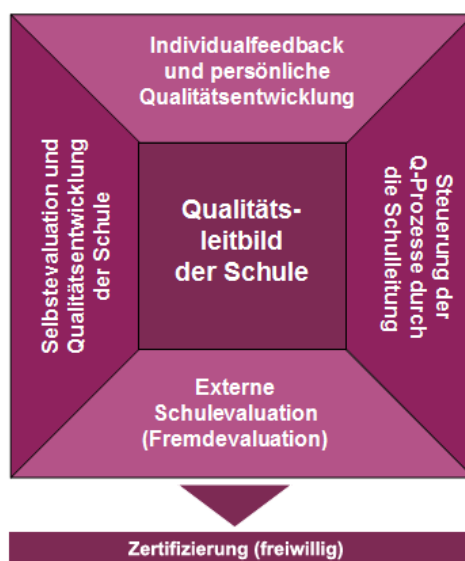 Individualfeedback
und persönliche
Qualitätsentwicklung
Selbstevaluation und
Qualitätsentwicklung
der Schule
Qualitäts-
leitbild
der Schule
Steuerung der
Q-Prozesse durch
die Schulleitung
Externe
Schulevaluation
(Fremdevaluation)
Zertifizierung (freiwillig)